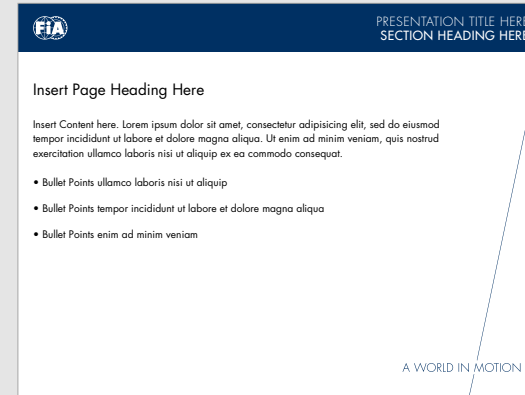 FiA
PRESENTATION TITLE HERE
SECTION HEADING HERE
Insert Page Heading Here
Insert Content here. Lorem ipsum dolor sit amet, consectetur adipisicing elit, sed do eiusmod
tempor incididunt ut labore et dolore magna aliqua. Ut enim ad minim veniam, quis nostrud
exercitation ullamco laboris nisi ut aliquip ex ea commodo consequat.
• Bullet Points ullamco laboris nisi ut aliquip
• Bullet Points tempor incididunt ut labore et dolore magna aliqua
• Bullet Points enim ad minim veniam
A WORLD IN MOTION